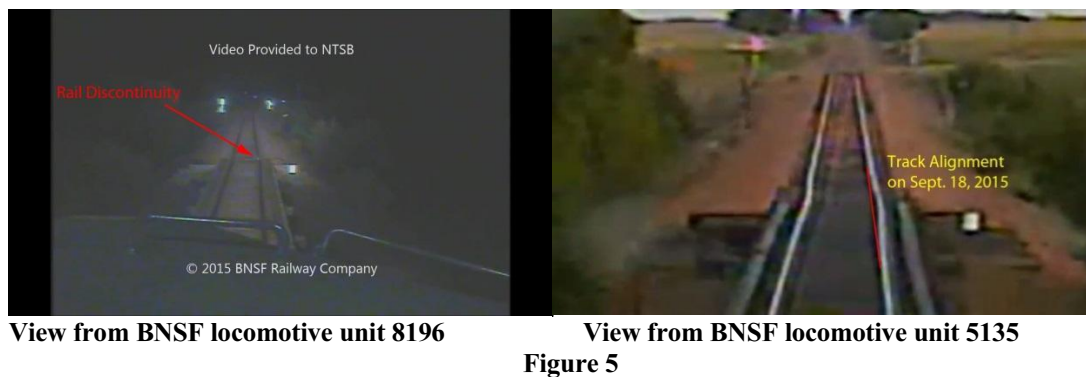 Video Provided to NTSB
Rail Discontinuity
© 2015 BNSF Railway Company
Track Alignment
on Sept. 18, 2015
View from BNSF locomotive unit 8196
View from BNSF locomotive unit 5135
Figure 5